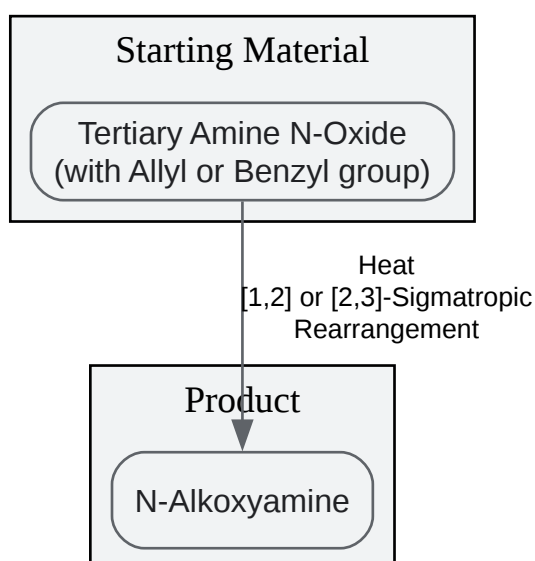 Starting Material
Tertiary Amine N-Oxide
(with Allyl or Benzyl group)
Heat
[1,2] or [2,3]-Sigmatropic
Rearrangement
Product
N-Alkoxyamine